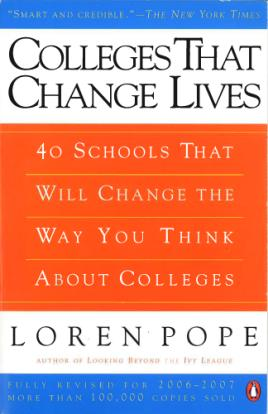 "SMART AND CREDIBLE."—THE NEW YORK TIMES
COLLEGES THAT
CHANGE LIVES
40 SCHOOLS THAT
WILL CHANGE THE
WAY YOU THINK
ABOUT COLLEGES
LOREN POPE
AUTHOR OF LOOKING BEYOND THE IVY LEAGUE
FULLY REVISED FOR 2006-2007
MORE THAN 100,000 COPIES SOLD